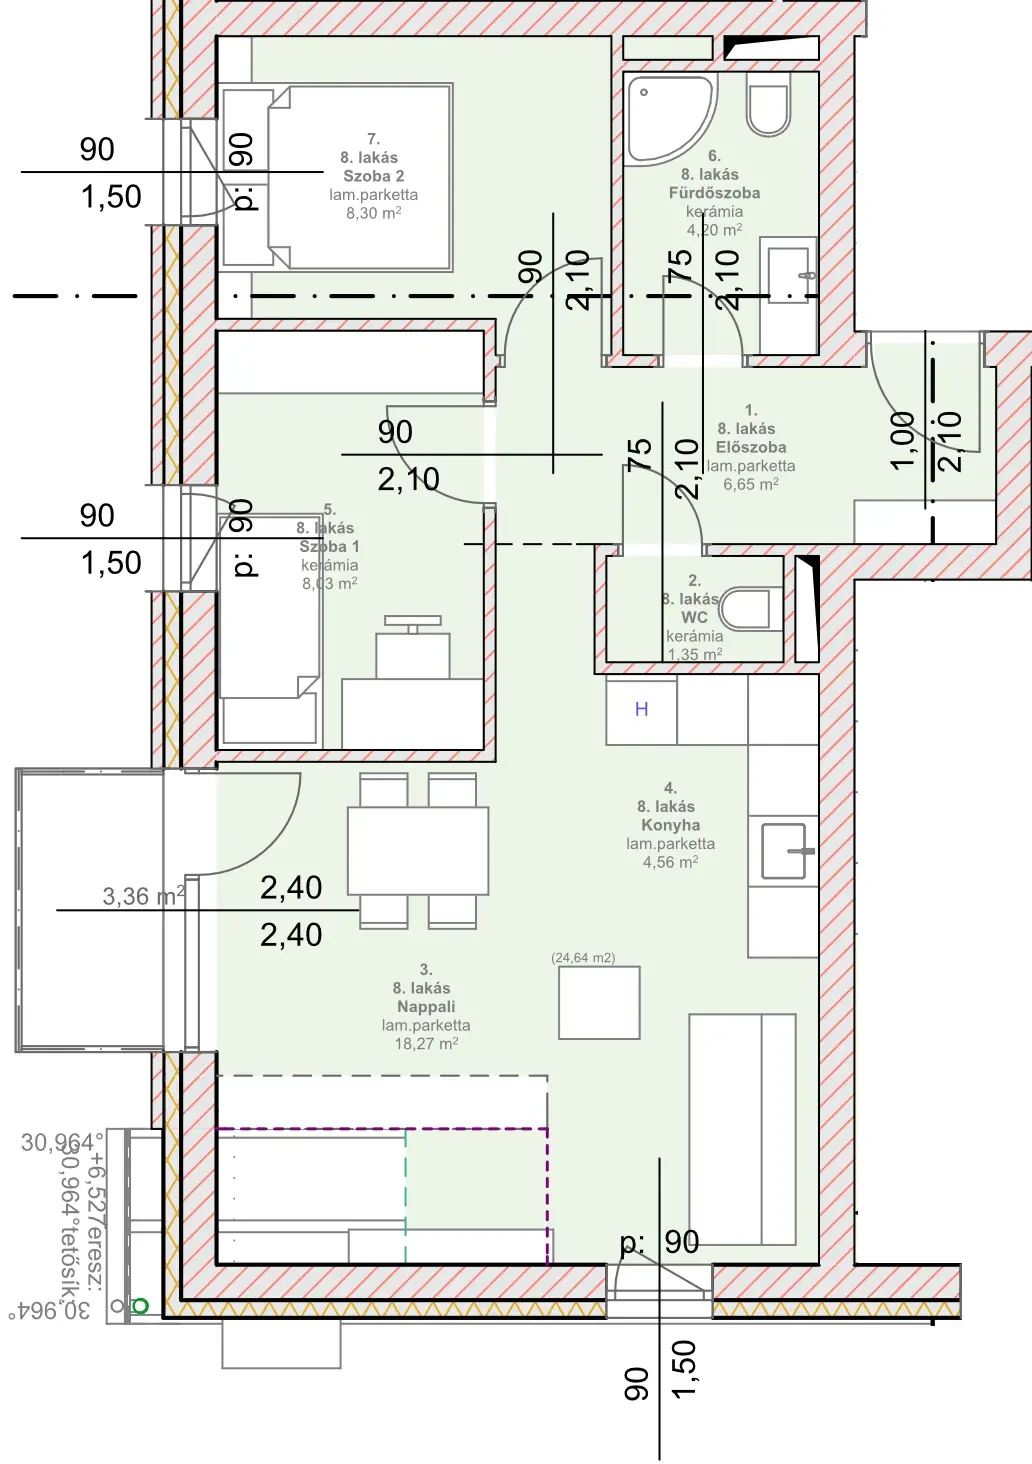 7.
8. lakás
Szoba 2
lam.parketta
8,30 m²
90
1,50
p: 90
6.
8. lakás
Fürdőszoba
kerámia
4,20 m²
90
2,10
75
2,10
1.
8. lakás
Előszoba
lam.parketta
6,65 m²
1,00
2,10
90
2,10
75
2,10
5.
8. lakás
Szoba 1
kerámia
8,03 m²
90
1,50
p: 90
2.
8. lakás
WC
kerámia
1,35 m²
H
4.
8. lakás
Konyha
lam.parketta
4,56 m²
3,36 m²
2,40
2,40
(24,64 m2)
3.
8. lakás
Nappali
lam.parketta
18,27 m²
30,964°
+6,527eresz:
30,964°tetősík:
30,964°
p: 90
90
1,50